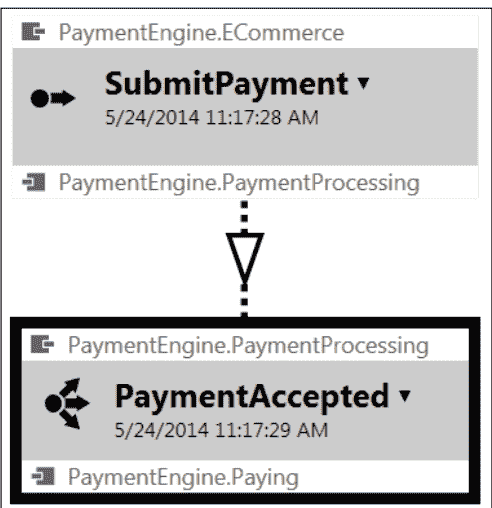 PaymentEngine.ECommerce
SubmitPayment
5/24/2014 11:17:28 AM
PaymentEngine.PaymentProcessing
PaymentEngine.PaymentProcessing
PaymentAccepted
5/24/2014 11:17:29 AM
PaymentEngine.Paying